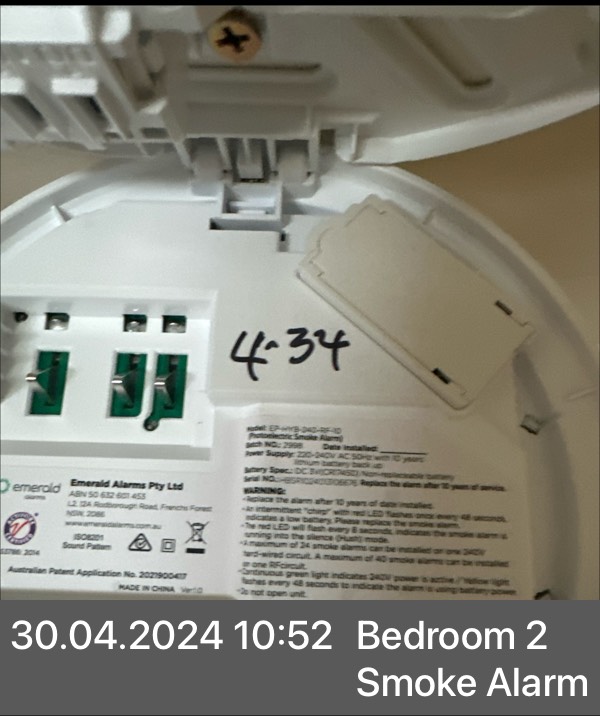 4-34
Model: EP-HYB-240-RF-10
(Photoelectric Smoke Alarm)
Batch NO.: 2998 Date Installed:
Power Supply: 220-240V AC 50Hz with 10 years
lithium battery back up
Battery Spec.: DC 3V(CR17450) Non-replaceable battery
Serial NO.: Replace the alarm after 10 years of service.
WARNING:
-Replace the alarm after 10 years of date installed.
-An intermittent "chirp" with red LED flashes once every 48 seconds,
indicates a low battery. Please replace the smoke alarm.
-The red LED will flash every 8 seconds indicates the smoke alarm is
running into the silence (Hush) mode.
-A maximum of 24 smoke alarms can be installed on one 240V
hard-wired circuit. A maximum of 40 smoke alarms can be installed
in one RF circuit.
-Continuous green light indicates 240V power is active / Yellow light
flashes every 48 seconds to indicate the alarm is using battery power.
-Do not open unit.
emerald
alarms
Emerald Alarms Pty Ltd
ABN 50 632 601 453
L2, 12A Rodborough Road, Frenchs Forest
NSW, 2086
www.emeraldalarms.com.au
ISO8201
Sound Pattern
3786: 2014
Australian Patent Application No. 2021900417
MADE IN CHINA Ver:1.0
30.04.2024 10:52 Bedroom 2
Smoke Alarm